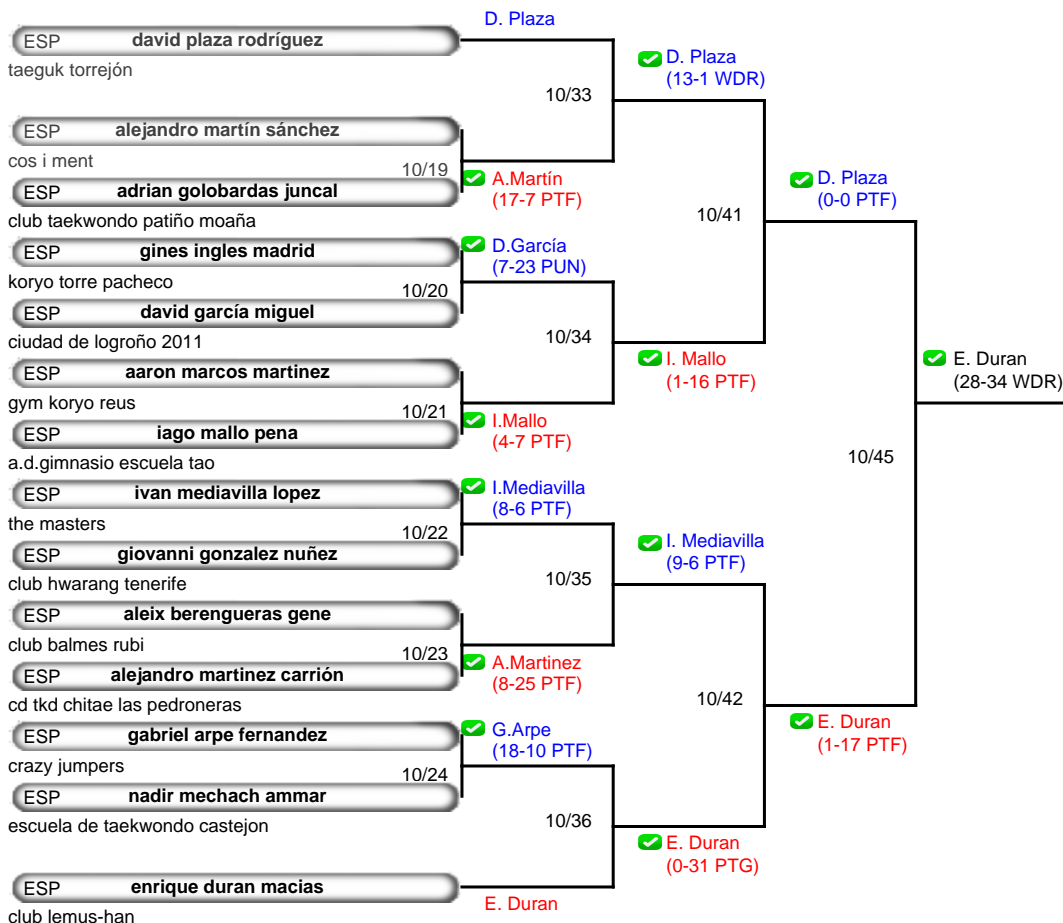 D. Plaza
ESP david plaza rodríguez
taeguk torrejón
D. Plaza
(13-1 WDR)
10/33
ESP alejandro martín sánchez
cos i ment
10/19
ESP adrian golobardas juncal
club taekwondo patiño moaña
A.Martín
(17-7 PTF)
D. Plaza
(0-0 PTF)
10/41
ESP gines ingles madrid
koryo torre pacheco
D.García
(7-23 PUN)
10/20
ESP david garcía miguel
ciudad de logroño 2011
10/34
I. Mallo
(1-16 PTF)
ESP aaron marcos martinez
gym koryo reus
10/21
ESP iago mallo pena
a.d.gimnasio escuela tao
I.Mallo
(4-7 PTF)
E. Duran
(28-34 WDR)
10/45
ESP ivan mediavilla lopez
the masters
I.Mediavilla
(8-6 PTF)
10/22
ESP giovanni gonzalez nuñez
club hwarang tenerife
I. Mediavilla
(9-6 PTF)
10/35
ESP aleix berengueras gene
club balmes rubi
10/23
ESP alejandro martinez carrión
cd tkd chitae las pedroneras
A.Martinez
(8-25 PTF)
10/42
E. Duran
(1-17 PTF)
ESP gabriel arpe fernandez
crazy jumpers
G.Arpe
(18-10 PTF)
10/24
ESP nadir mechach ammar
escuela de taekwondo castejon
10/36
E. Duran
(0-31 PTG)
ESP enrique duran macias
club lemus-han
E. Duran